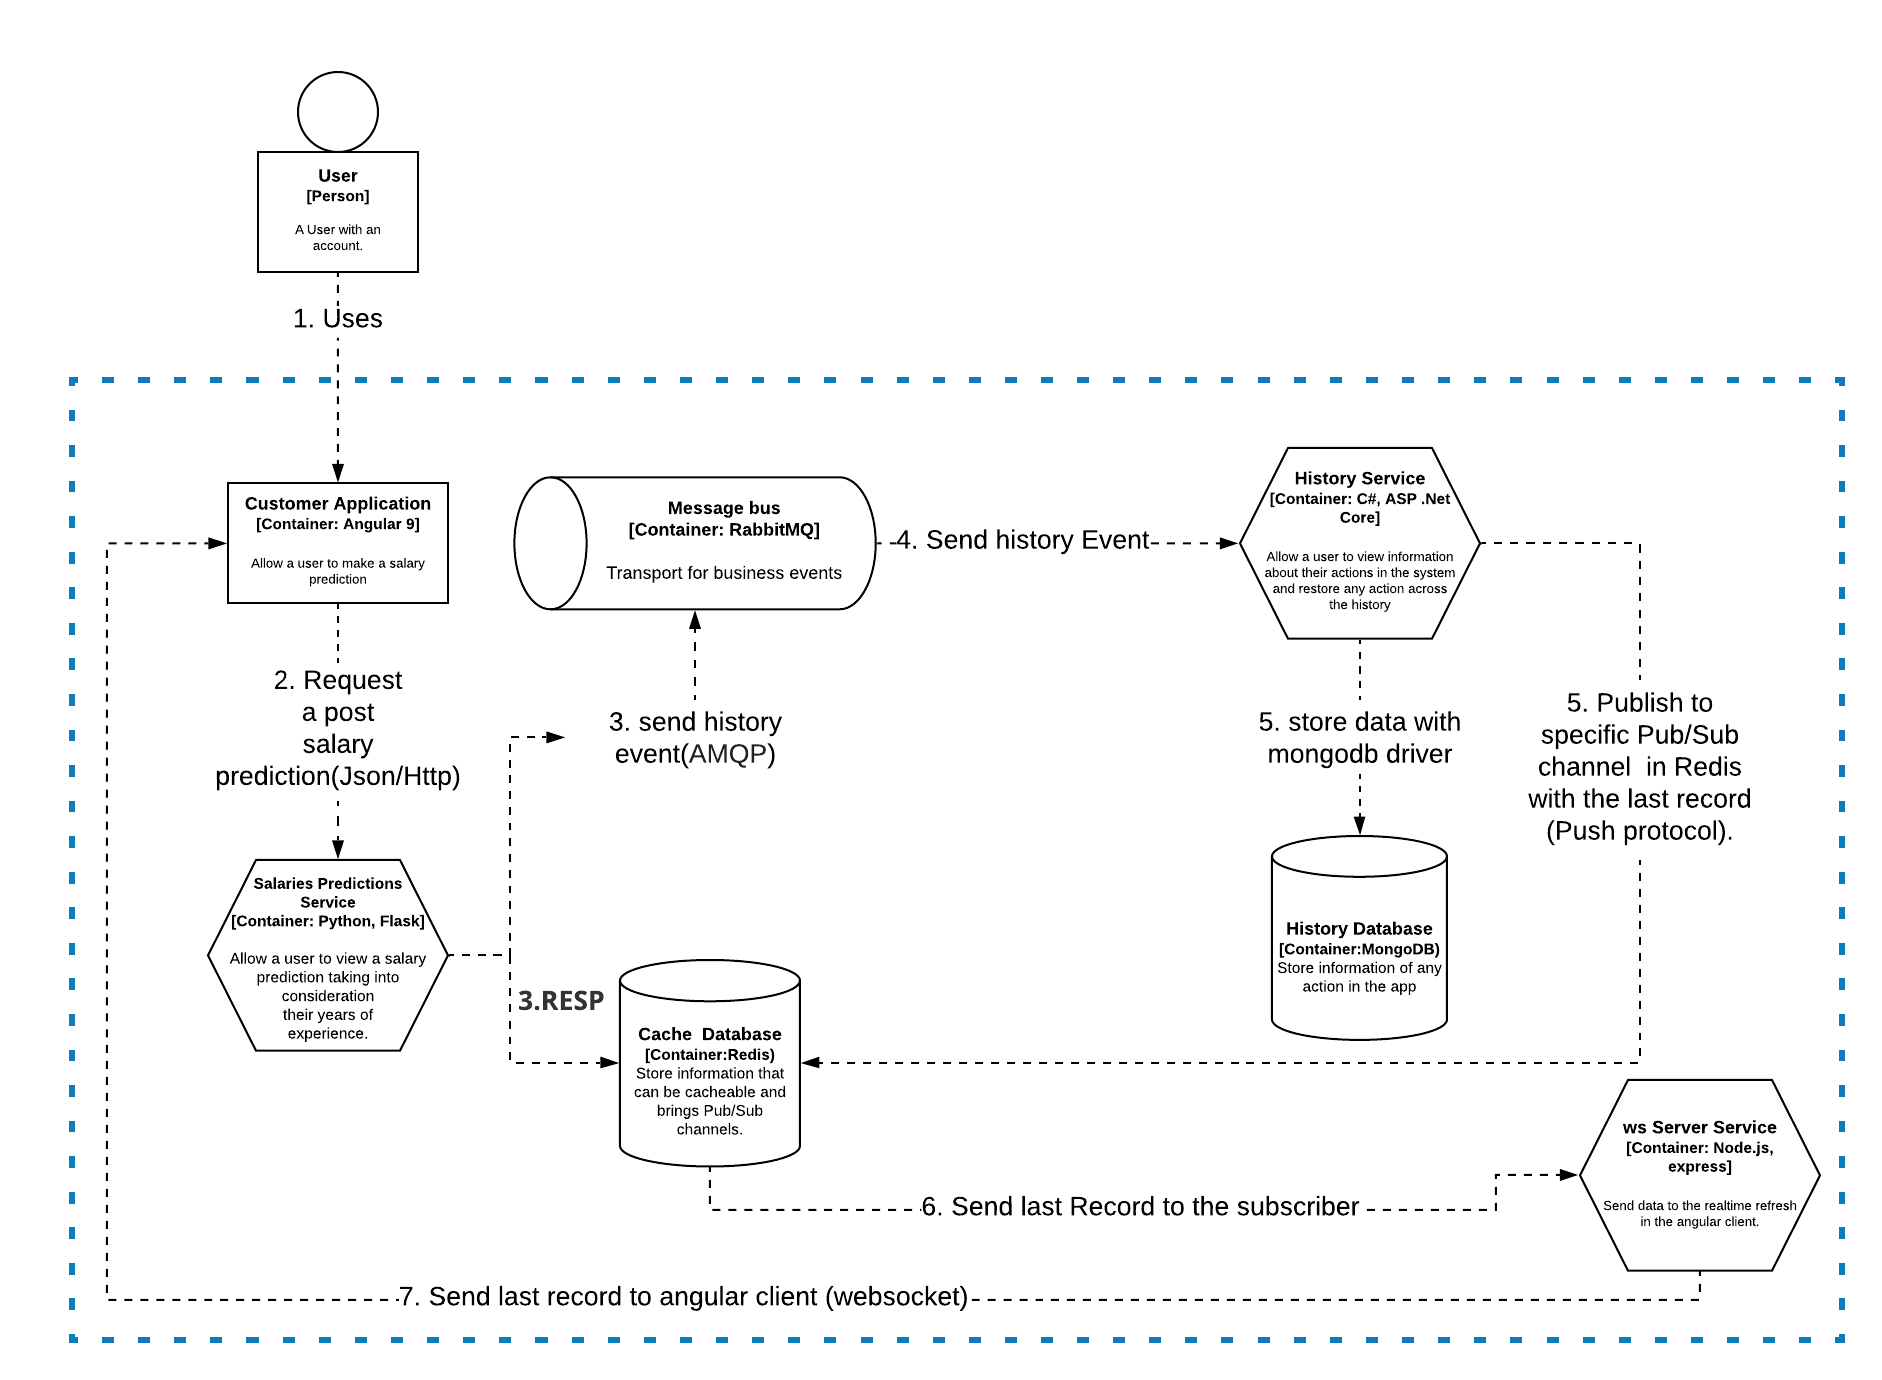 User
[Person]
A User with an
account.
1. Uses
Customer Application
[Container: Angular 9]
Allow a user to make a salary
prediction
Message bus
[Container: RabbitMQ]
Transport for business events
4. Send history Event
History Service
[Container: C#, ASP .Net
Core]
Allow a user to view information
about their actions in the system
and restore any action across
the history
2. Request
a post
salary
prediction(Json/Http)
3. send history
event(AMQP)
5. store data with
mongodb driver
5. Publish to
specific Pub/Sub
channel  in Redis
with the last record
(Push protocol).
Salaries Predictions
Service
[Container: Python, Flask]
Allow a user to view a salary
prediction taking into
consideration
their years of
experience.
3.RESP
Cache  Database
[Container:Redis)
Store information that
can be cacheable and
brings Pub/Sub
channels.
History Database
[Container:MongoDB)
Store information of any
action in the app
ws Server Service
[Container: Node.js,
express]
Send data to the realtime refresh
in the angular client.
6. Send last Record to the subscriber
7. Send last record to angular client (websocket)